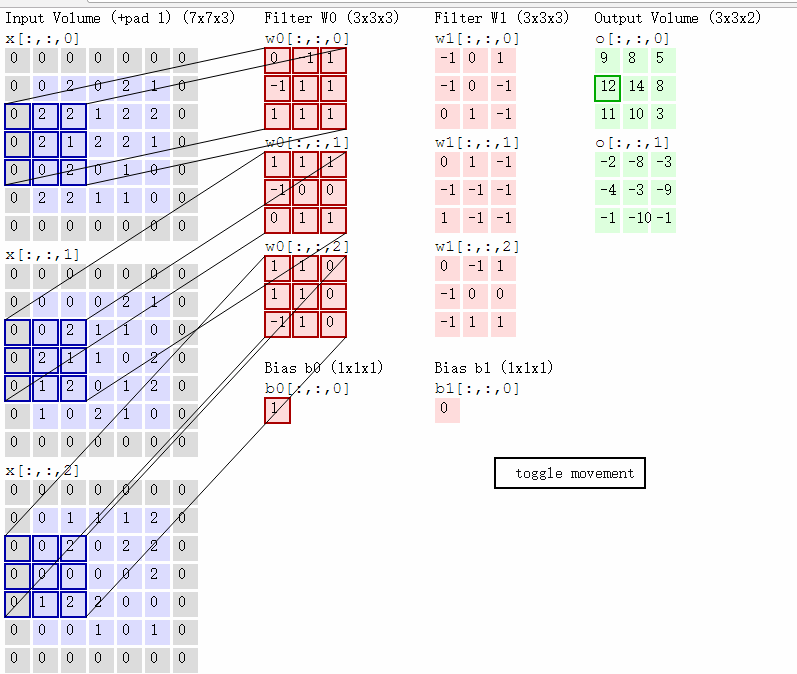 Input Volume (+pad 1) (7x7x3)
x[:,:,0]
0 0 0 0 0 0 0
0 0 2 0 2 1 0
0 2 2 1 2 2 0
0 2 1 2 2 1 0
0 0 2 0 1 0 0
0 2 2 1 1 0 0
0 0 0 0 0 0 0
x[:,:,1]
0 0 0 0 0 0 0
0 0 0 0 2 1 0
0 0 2 1 1 0 0
0 2 1 1 0 2 0
0 1 2 0 1 2 0
0 1 0 2 1 0 0
0 0 0 0 0 0 0
x[:,:,2]
0 0 0 0 0 0 0
0 0 1 1 1 2 0
0 0 2 0 2 2 0
0 0 0 0 0 2 0
0 1 2 2 0 0 0
0 0 0 1 0 1 0
0 0 0 0 0 0 0
Filter W0 (3x3x3)
w0[:,:,0]
0 -1 1
-1 1 1
1 1 1
w0[:,:,1]
1 1 1
-1 0 0
0 1 1
w0[:,:,2]
1 1 0
1 1 0
-1 1 0
Bias b0 (1x1x1)
b0[:,:,0]
1
Filter W1 (3x3x3)
w1[:,:,0]
-1 0 1
-1 0 -1
0 1 -1
w1[:,:,1]
0 1 -1
-1 -1 -1
1 -1 -1
w1[:,:,2]
0 -1 1
-1 0 0
-1 1 1
Bias b1 (1x1x1)
b1[:,:,0]
0
Output Volume (3x3x2)
o[:,:,0]
9 8 5
12 14 8
11 10 3
o[:,:,1]
-2 -8 -3
-4 -3 -9
-1 -10 -1
toggle movement